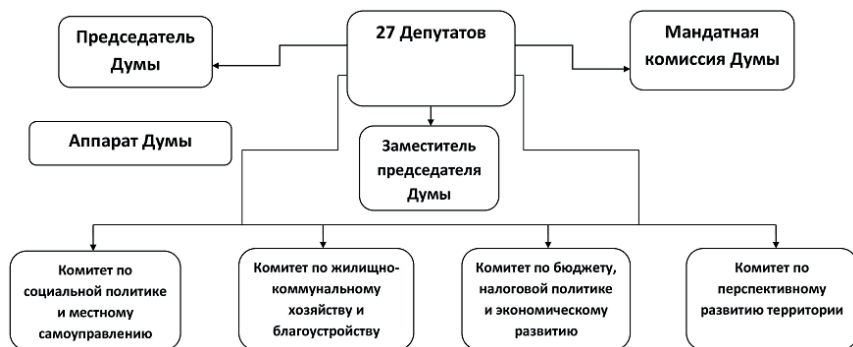 Председатель
Думы
27 Депутатов
Мандатная
комиссия Думы
Аппарат Думы
Заместитель
председателя
Думы
Комитет по
социальной политике
и местному
самоуправлению
Комитет по жилищно-
коммунальному
хозяйству и
благоустройству
Комитет по бюджету,
налоговой политике
и экономическому
развитию
Комитет по
перспективному
развитию территории